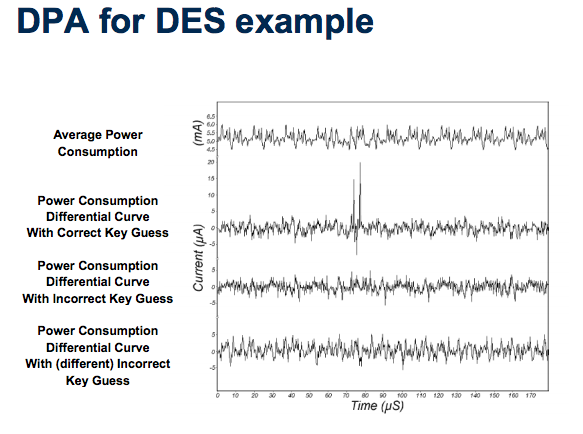 DPA for DES example
Average Power
Consumption
Power Consumption
Differential Curve
With Correct Key Guess
Power Consumption
Differential Curve
With Incorrect Key Guess
Power Consumption
Differential Curve
With (different) Incorrect
Key Guess
(mA)
6.5
6.0
5.5
5.0
4.5
Current (µA)
20
15
10
5
0
-5
5
0
-5
5
0
-5
0 10 20 30 40 50 60 70 80 90 100 110 120 130 140 150 160 170
Time (µS)